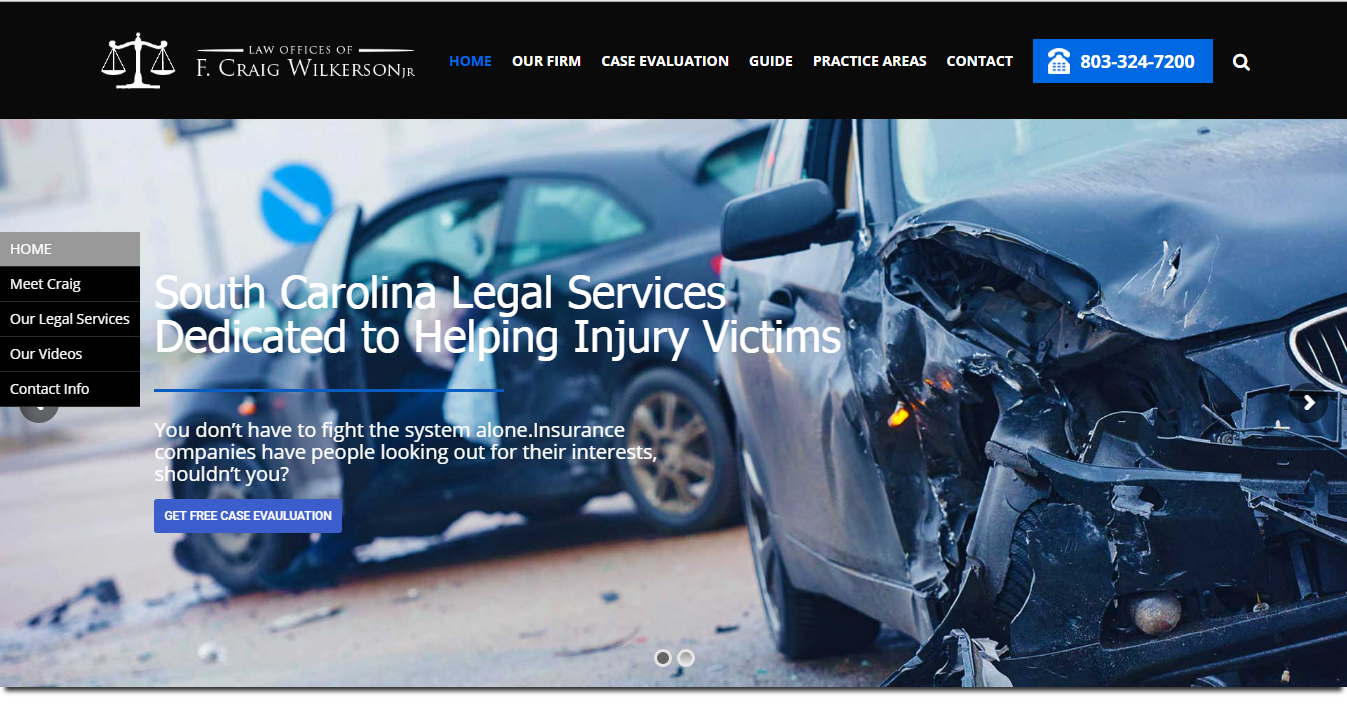 LAW OFFICES OF
F. CRAIG WILKERSON JR
HOME OUR FIRM CASE EVALUATION GUIDE PRACTICE AREAS CONTACT 803-324-7200
HOME
Meet Craig
Our Legal Services
Our Videos
Contact Info
South Carolina Legal Services
Dedicated to Helping Injury Victims
You don’t have to fight the system alone.Insurance
companies have people looking out for their interests,
shouldn’t you?
GET FREE CASE EVAULUATION